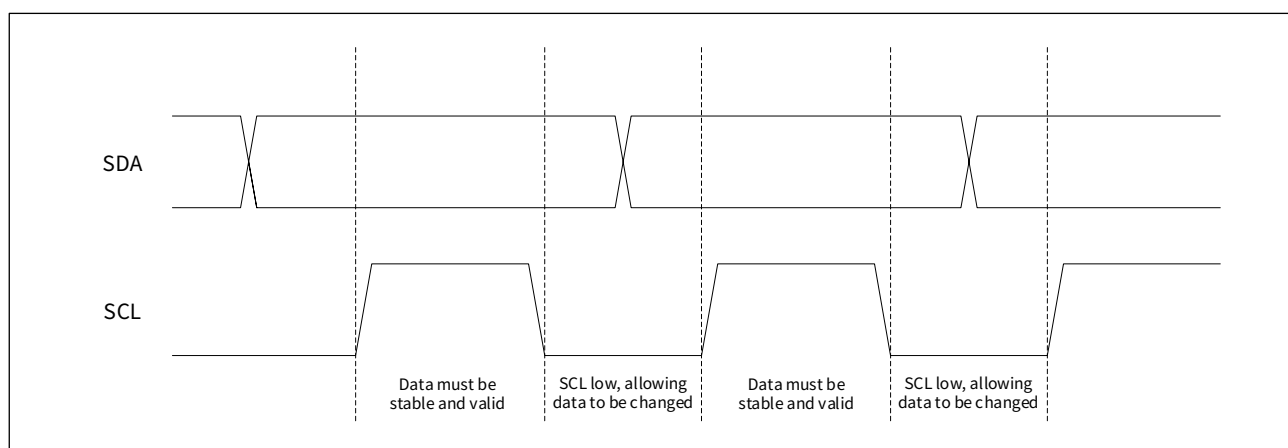 SDA
SCL
Data must be
stable and valid
SCL low, allowing
data to be changed
Data must be
stable and valid
SCL low, allowing
data to be changed